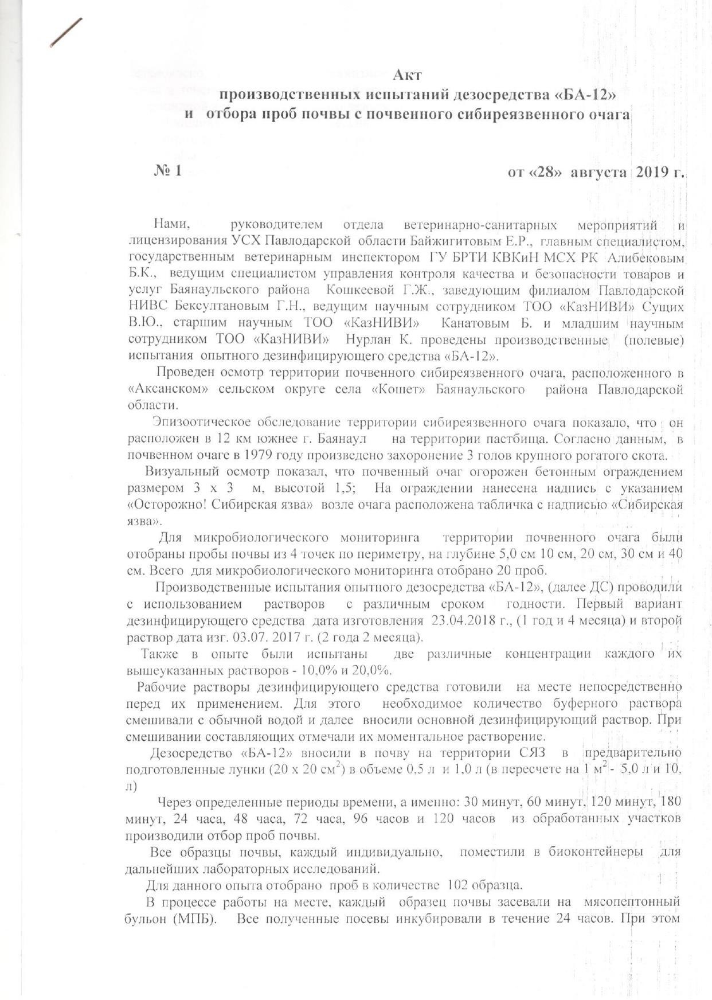 Акт
производственных испытаний дезосредства «БА-12»
и отбора проб почвы с почвенного сибиреязвенного очага
№ 1 от «28» августа 2019 г.
Нами, руководителем отдела ветеринарно-санитарных мероприятий и
лицензирования УСХ Павлодарской области Байжигитовым Е.Р., главным специалистом,
государственным ветеринарным инспектором ГУ БРТИ КВКиН МСХ РК Алибековым
Б.К., ведущим специалистом управления контроля качества и безопасности товаров и
услуг Баянаульского района Кошкеевой Г.Ж., заведующим филиалом Павлодарской
НИВС Бексултановым Г.Н., ведущим научным сотрудником ТОО «КазНИВИ» Сущих
В.Ю., старшим научным ТОО «КазНИВИ» Канатовым Б. и младшим научным
сотрудником ТОО «КазНИВИ» Нурлан К. проведены производственные (полевые)
испытания опытного дезинфицирующего средства «БА-12».
Проведен осмотр территории почвенного сибиреязвенного очага, расположенного в
«Аксанском» сельском округе села «Кошет» Баянаульского района Павлодарской
области.
Эпизоотическое обследование территории сибиреязвенного очага показало, что он
расположен в 12 км южнее г. Баянаул на территории пастбища. Согласно данным, в
почвенном очаге в 1979 году произведено захоронение 3 голов крупного рогатого скота.
Визуальный осмотр показал, что почвенный очаг огорожен бетонным ограждением
размером 3 х 3 м, высотой 1,5; На ограждении нанесена надпись с указанием
«Осторожно! Сибирская язва» возле очага расположена табличка с надписью «Сибирская
язва».
Для микробиологического мониторинга территории почвенного очага были
отобраны пробы почвы из 4 точек по периметру, на глубине 5,0 см 10 см, 20 см, 30 см и 40
см. Всего для микробиологического мониторинга отобрано 20 проб.
Производственные испытания опытного дезосредства «БА-12», (далее ДС) проводили
с использованием растворов с различным сроком годности. Первый вариант
дезинфицирующего средства дата изготовления 23.04.2018 г., (1 год и 4 месяца) и второй
раствор дата изг. 03.07. 2017 г. (2 года 2 месяца).
Также в опыте были испытаны две различные концентрации каждого их
вышеуказанных растворов - 10,0% и 20,0%.
Рабочие растворы дезинфицирующего средства готовили на месте непосредственно
перед их применением. Для этого необходимое количество буферного раствора
смешивали с обычной водой и далее вносили основной дезинфицирующий раствор. При
смешивании составляющих отмечали их моментальное растворение.
Дезосредство «БА-12» вносили в почву на территории СЯЗ в предварительно
подготовленные лунки (20 х 20 см²) в объеме 0,5 л и 1,0 л (в пересчете на 1 м² - 5,0 л и 10,
л)
Через определенные периоды времени, а именно: 30 минут, 60 минут, 120 минут, 180
минут, 24 часа, 48 часа, 72 часа, 96 часов и 120 часов из обработанных участков
производили отбор проб почвы.
Все образцы почвы, каждый индивидуально, поместили в биоконтейнеры для
дальнейших лабораторных исследований.
Для данного опыта отобрано проб в количестве 102 образца.
В процессе работы на месте, каждый образец почвы засевали на мясопептонный
бульон (МПБ). Все полученные посевы инкубировали в течение 24 часов. При этом